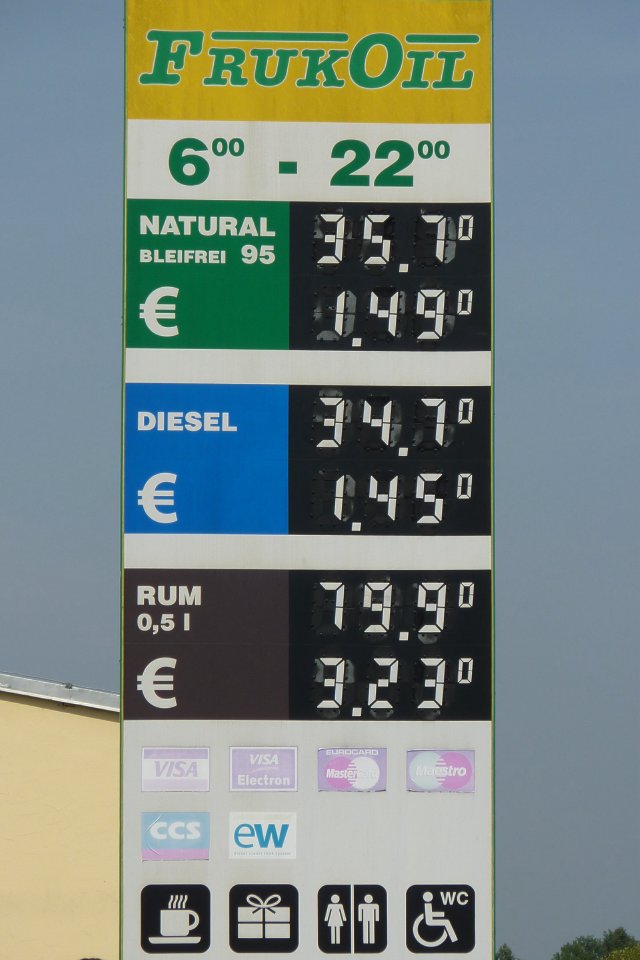 FRUKOIL
6⁰⁰ - 22⁰⁰
NATURAL
BLEIFREI 95
35.7⁰
€ 1.49⁰
DIESEL 34.7⁰
€ 1.45⁰
RUM
0,5 l
79.9⁰
€ 3.23⁰
VISA
VISA
Electron
EUROCARD
MasterCard
Maestro
CCS
ew
WC